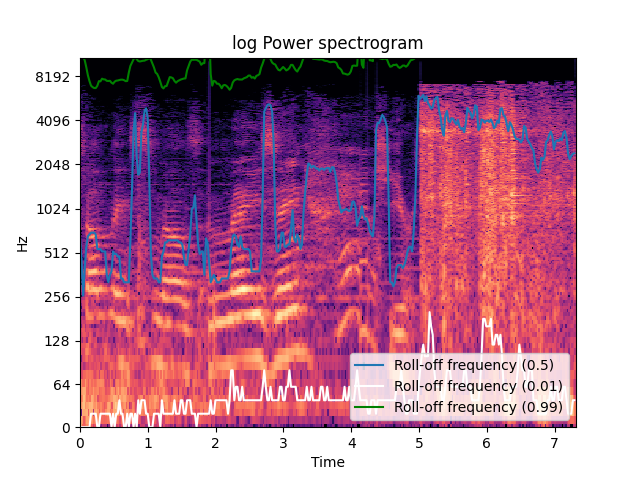 log Power spectrogram
8192
4096
2048
1024
512
256
128
64
0
Hz
Roll-off frequency (0.5)
Roll-off frequency (0.01)
Roll-off frequency (0.99)
0 1 2 3 4 5 6 7
Time